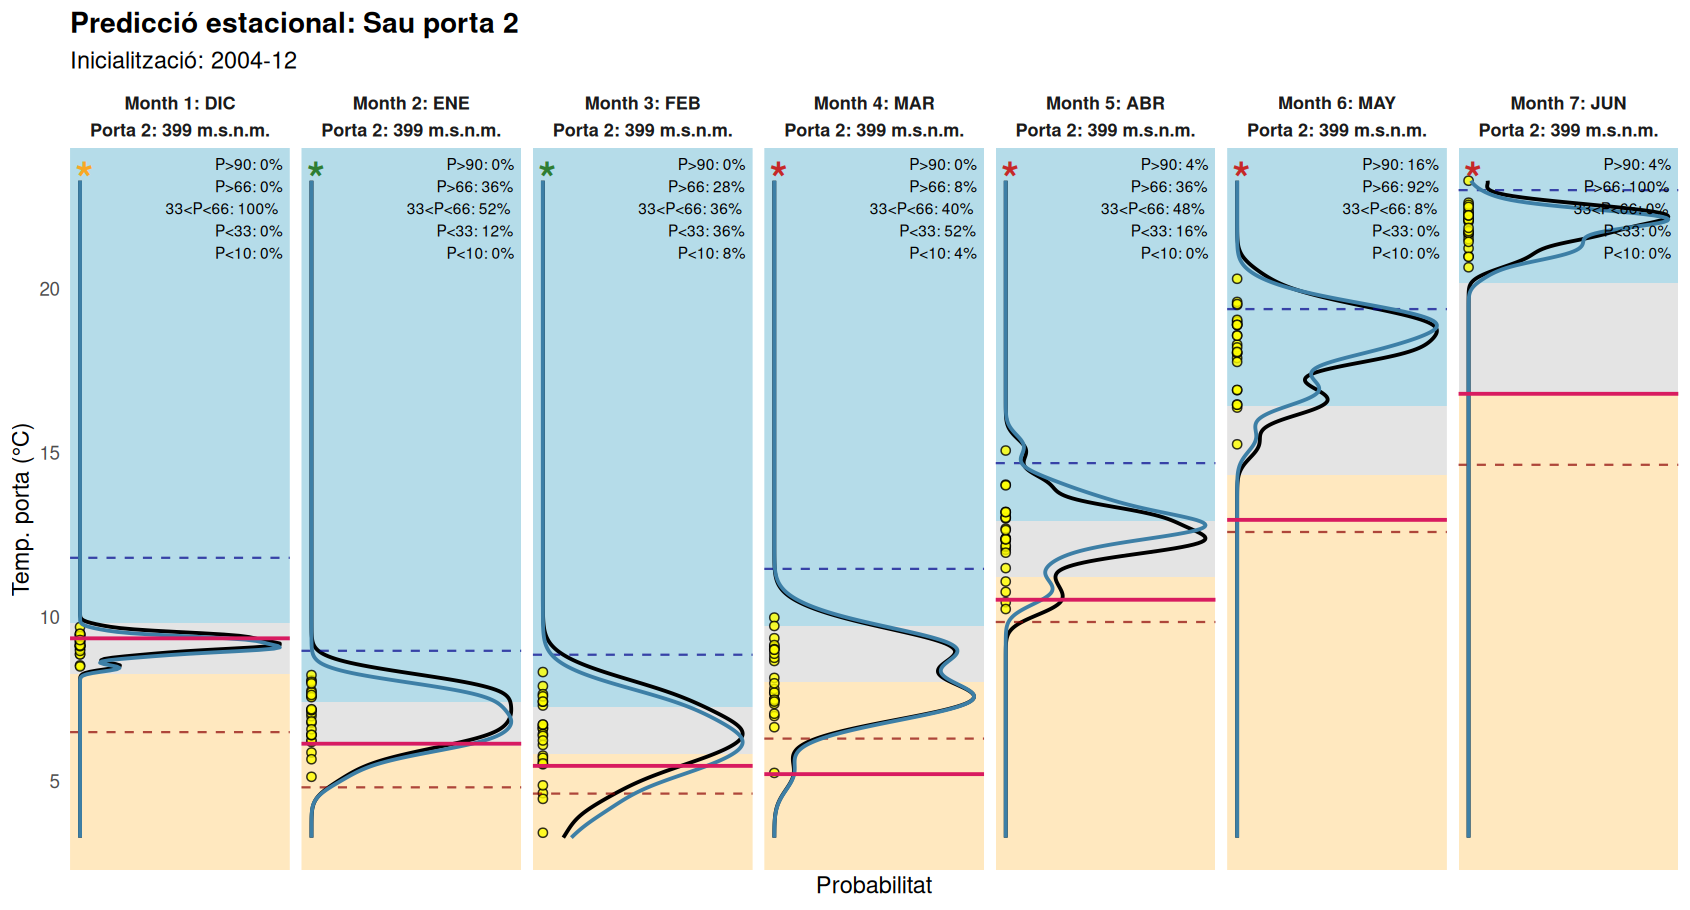 Predicció estacional: Sau porta 2
Inicialització: 2004-12
Month 1: DIC
Porta 2: 399 m.s.n.m.
Month 2: ENE
Porta 2: 399 m.s.n.m.
Month 3: FEB
Porta 2: 399 m.s.n.m.
Month 4: MAR
Porta 2: 399 m.s.n.m.
Month 5: ABR
Porta 2: 399 m.s.n.m.
Month 6: MAY
Porta 2: 399 m.s.n.m.
Month 7: JUN
Porta 2: 399 m.s.n.m.
*
P>90: 0%
P>66: 0%
33<P<66: 100%
P<33: 0%
P<10: 0%
*
P>90: 0%
P>66: 36%
33<P<66: 52%
P<33: 12%
P<10: 0%
*
P>90: 0%
P>66: 28%
33<P<66: 36%
P<33: 36%
P<10: 8%
*
P>90: 0%
P>66: 8%
33<P<66: 40%
P<33: 52%
P<10: 4%
*
P>90: 4%
P>66: 36%
33<P<66: 48%
P<33: 16%
P<10: 0%
*
P>90: 16%
P>66: 92%
33<P<66: 8%
P<33: 0%
P<10: 0%
*
P>90: 4%
P>66: 100%
33<P<66: 0%
P<33: 0%
P<10: 0%
20
15
10
5
Temp. porta (°C)
Probabilitat